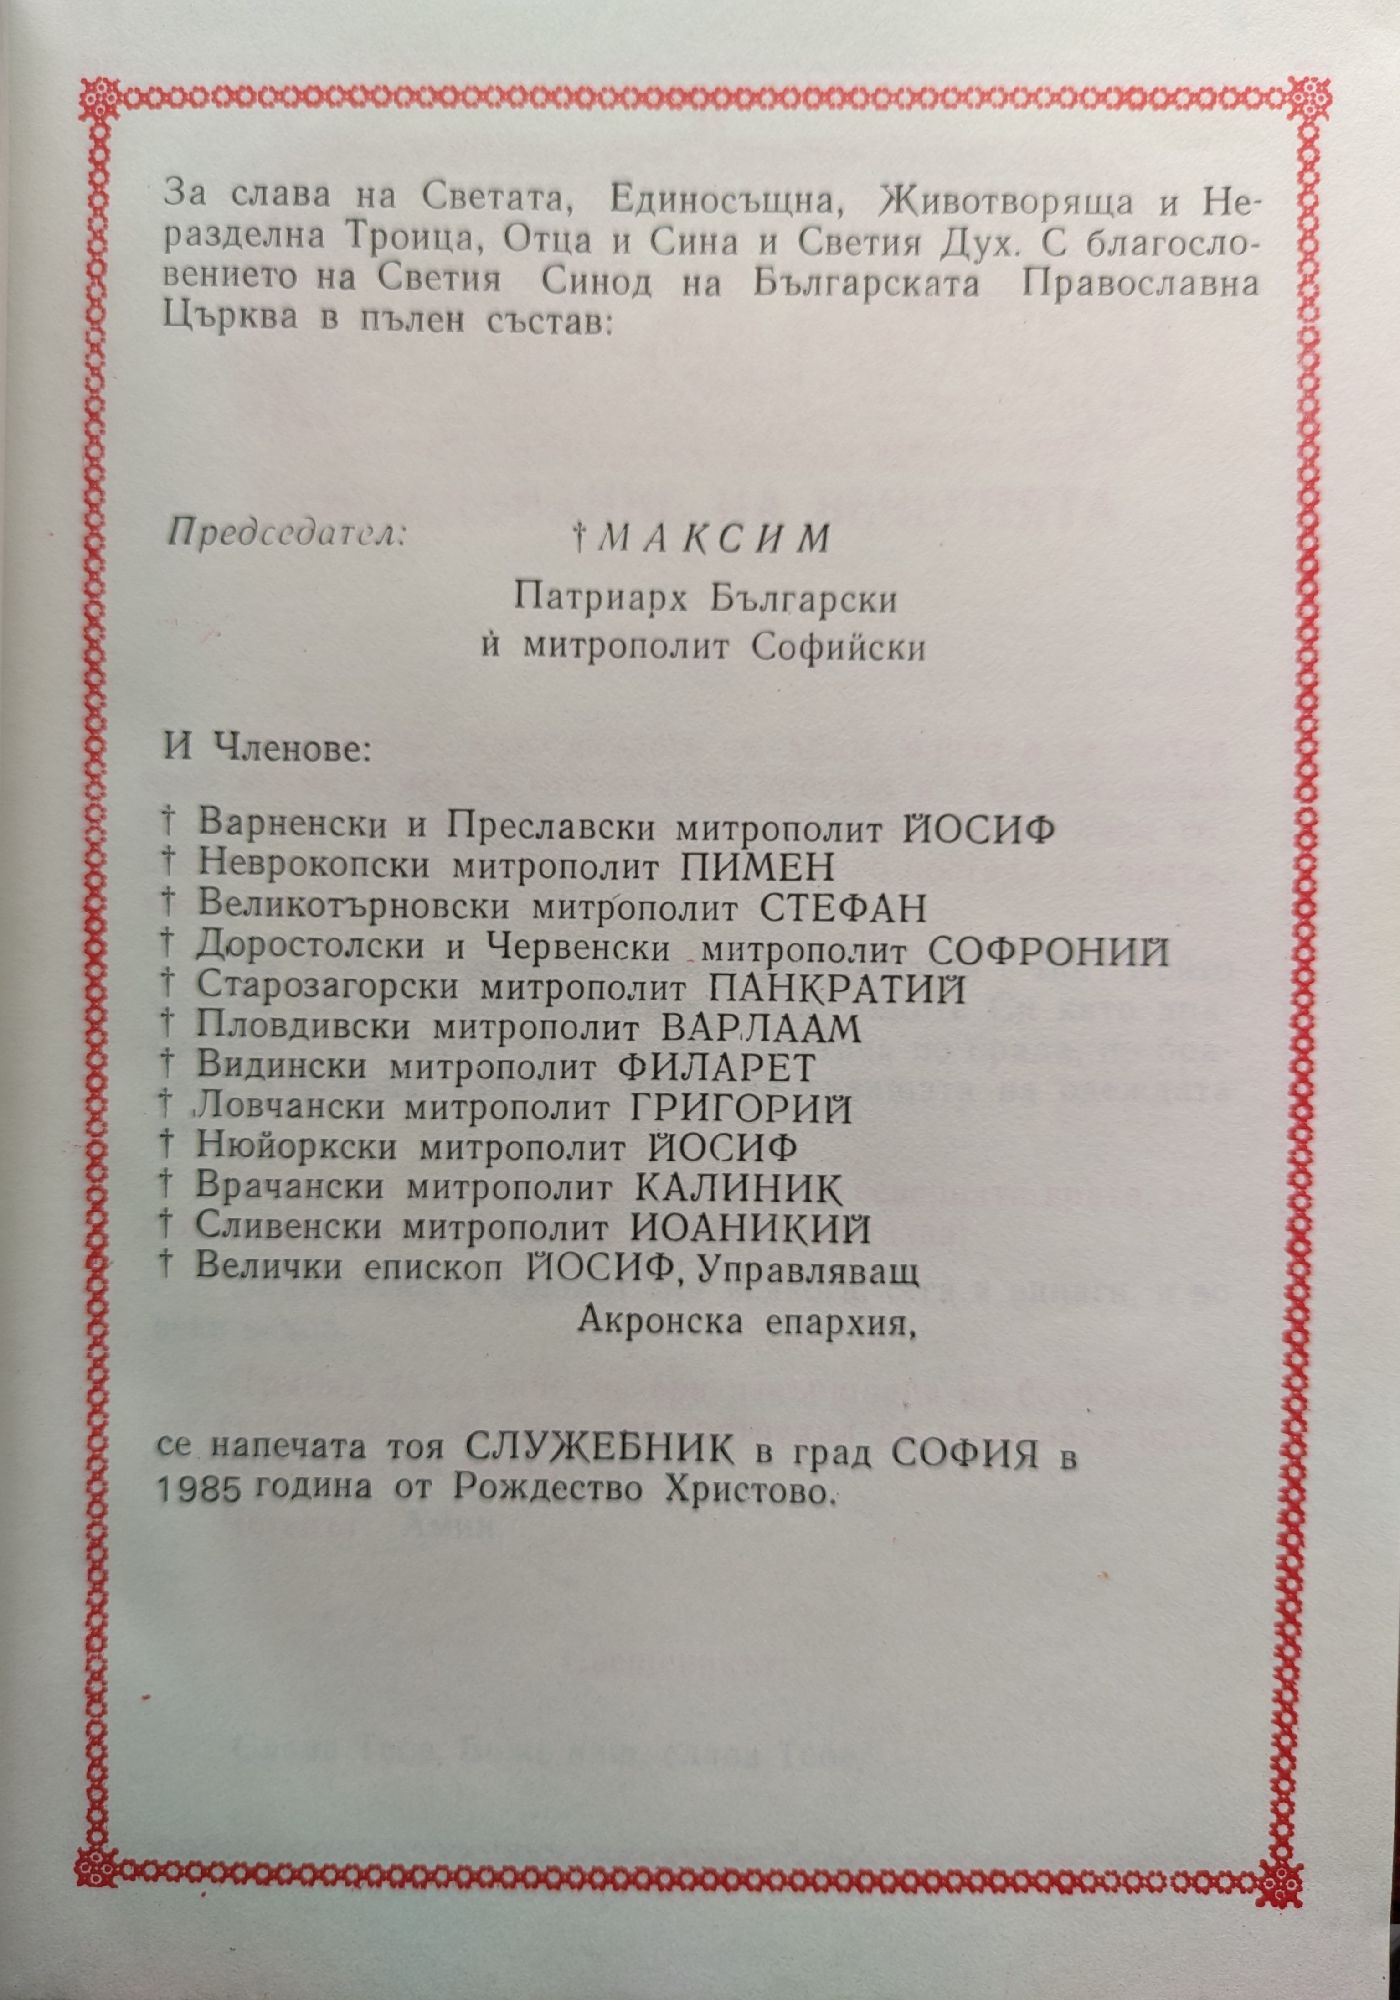 За слава на Светата, Единосъщна, Животворяща и Не-
разделна Троица, Отца и Сина и Светия Дух. С благосло-
вението на Светия Синод на Българската Православна
Църква в пълен състав:
Председател: † МАКСИМ
Патриарх Български
ѝ митрополит Софийски
И Членове:
† Варненски и Преславски митрополит ЙОСИФ
† Неврокопски митрополит ПИМЕН
† Великотърновски митрополит СТЕФАН
† Доростолски и Червенски митрополит СОФРОНИЙ
† Старозагорски митрополит ПАНКРАТИЙ
† Пловдивски митрополит ВАРЛААМ
† Видински митрополит ФИЛАРЕТ
† Ловчански митрополит ГРИГОРИЙ
† Нюйоркски митрополит ЙОСИФ
† Врачански митрополит КАЛИНИК
† Сливенски митрополит ИОАНИКИЙ
† Велички епископ ЙОСИФ, Управляващ
Акронска епархия,
се напечата тоя СЛУЖЕБНИК в град СОФИЯ в
1985 година от Рождество Христово.